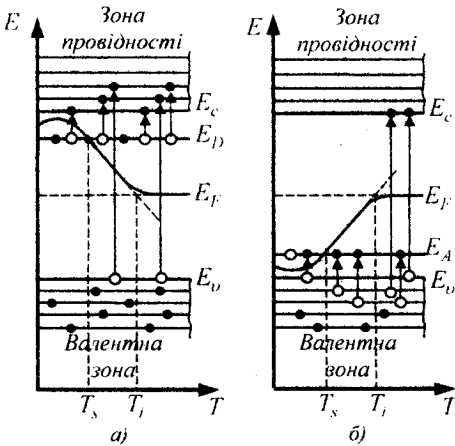 E
Зона
провідності
E_c
E_D
E_F
E_υ
Валентна
зона
T_s
T_i
T
а)
E
Зона
провідності
E_c
E_F
E_A
E_υ
Валентна
зона
T_s
T_i
T
б)